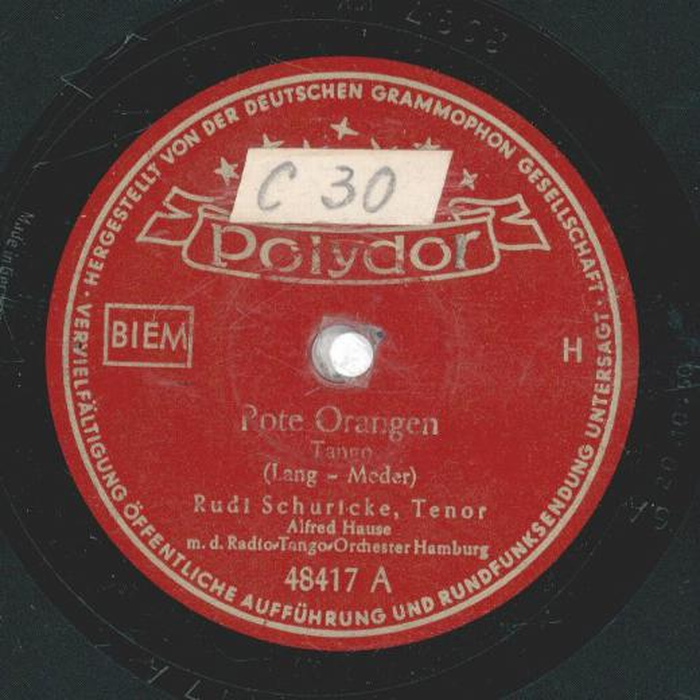 HERGESTELLT VON DER DEUTSCHEN GRAMMOPHON GESELLSCHAFT · VERVIELFÄLTIGUNG ÖFFENTLICHE AUFFÜHRUNG UND RUNDFUNKSENDUNG UNTERSAGT ·
C 30
Polydor
BIEM
H
Rote Orangen
Tango
(Lang - Meder)
Rudi Schuricke, Tenor
Alfred Hause
m. d. Radio-Tango-Orchester Hamburg
48417 A
Made in